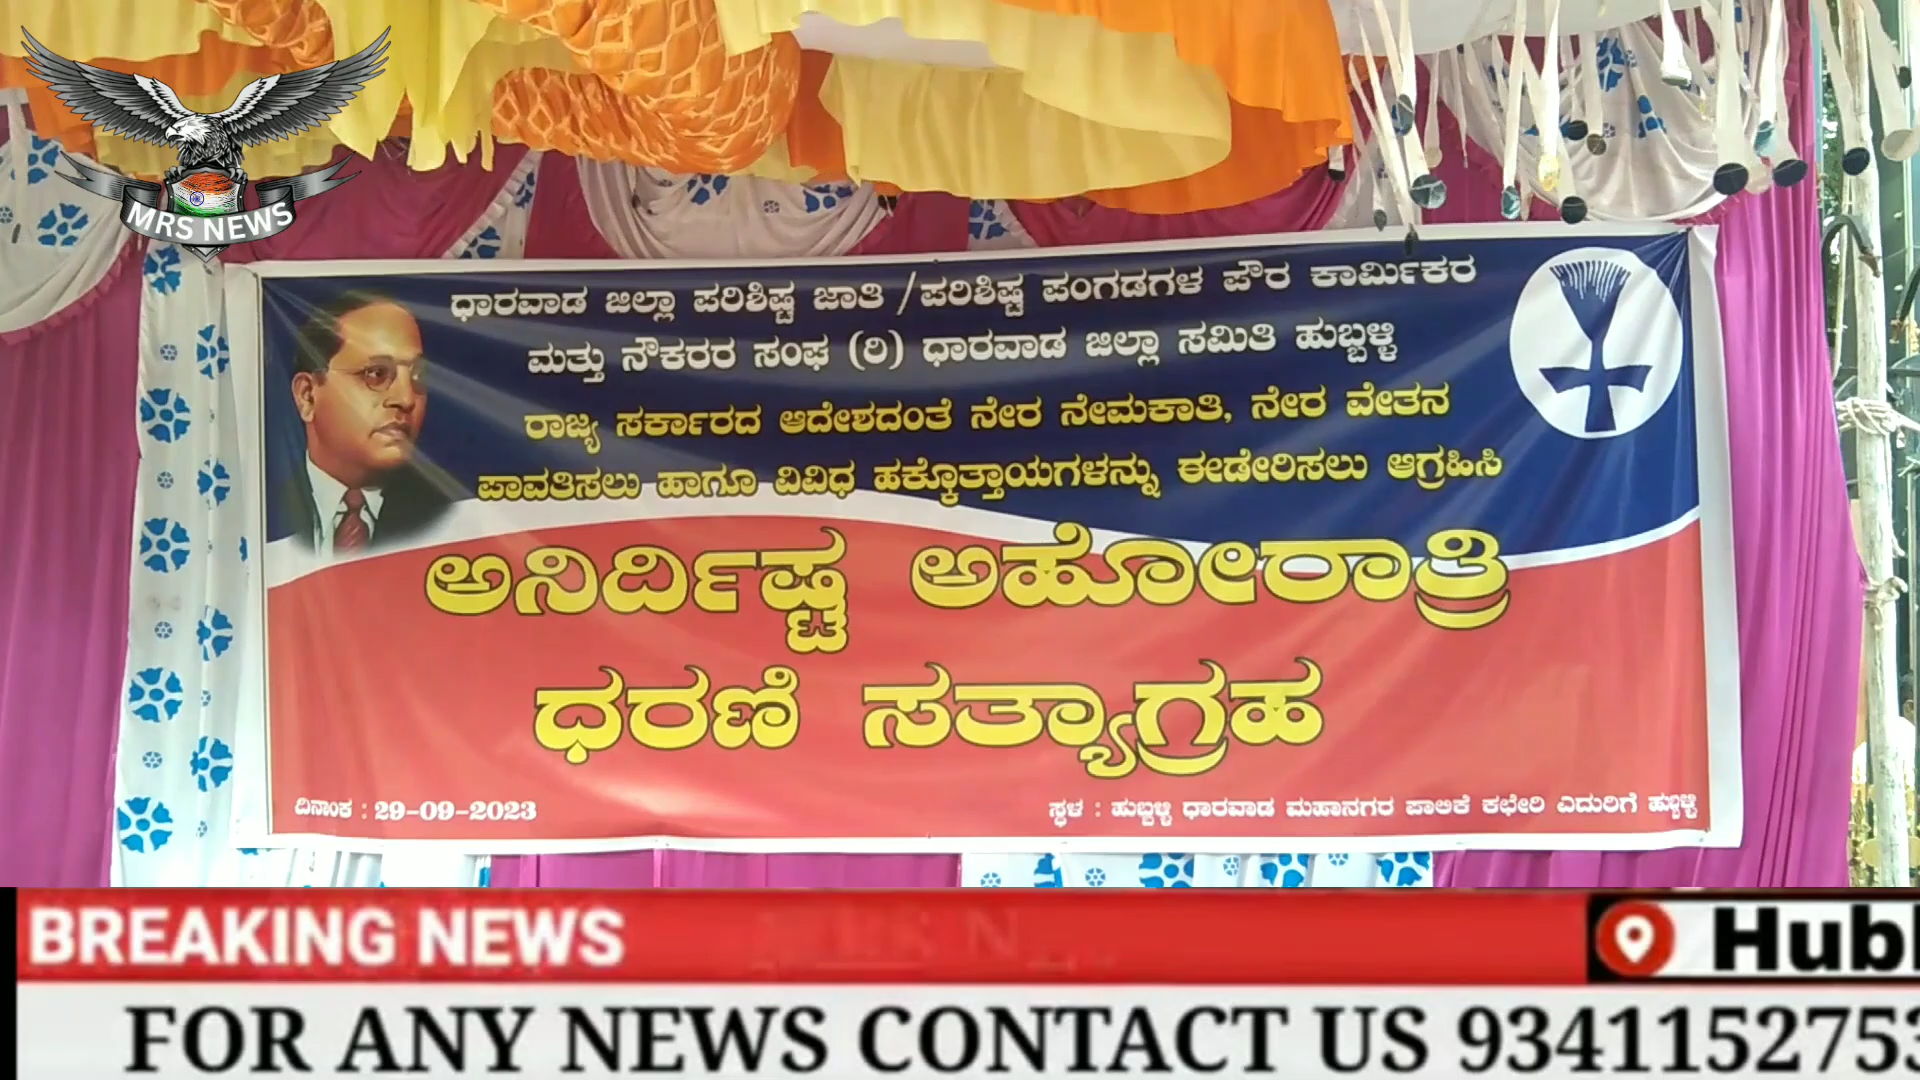 MRS NEWS
ಧಾರವಾಡ ಜಿಲ್ಲಾ ಪರಿಶಿಷ್ಟ ಜಾತಿ / ಪರಿಶಿಷ್ಟ ಪಂಗಡಗಳ ಪೌರ ಕಾರ್ಮಿಕರ
ಮತ್ತು ನೌಕರರ ಸಂಘ (ರಿ) ಧಾರವಾಡ ಜಿಲ್ಲಾ ಸಮಿತಿ ಹುಬ್ಬಳ್ಳಿ
ರಾಜ್ಯ ಸರ್ಕಾರದ ಆದೇಶದಂತೆ ನೇರ ನೇಮಕಾತಿ, ನೇರ ವೇತನ
ಪಾವತಿಸಲು ಹಾಗೂ ವಿವಿಧ ಹಕ್ಕೊತ್ತಾಯಗಳನ್ನು ಈಡೇರಿಸಲು ಆಗ್ರಹಿಸಿ
ಅನಿರ್ದಿಷ್ಟ ಅಹೋರಾತ್ರಿ
ಧರಣಿ ಸತ್ಯಾಗ್ರಹ
ದಿನಾಂಕ : 29-09-2023
ಸ್ಥಳ : ಹುಬ್ಬಳ್ಳಿ ಧಾರವಾಡ ಮಹಾನಗರ ಪಾಲಿಕೆ ಕಛೇರಿ ಎದುರಿಗೆ ಹುಬ್ಬಳ್ಳಿ
BREAKING NEWS
FOR ANY NEWS CONTACT US 9341152753